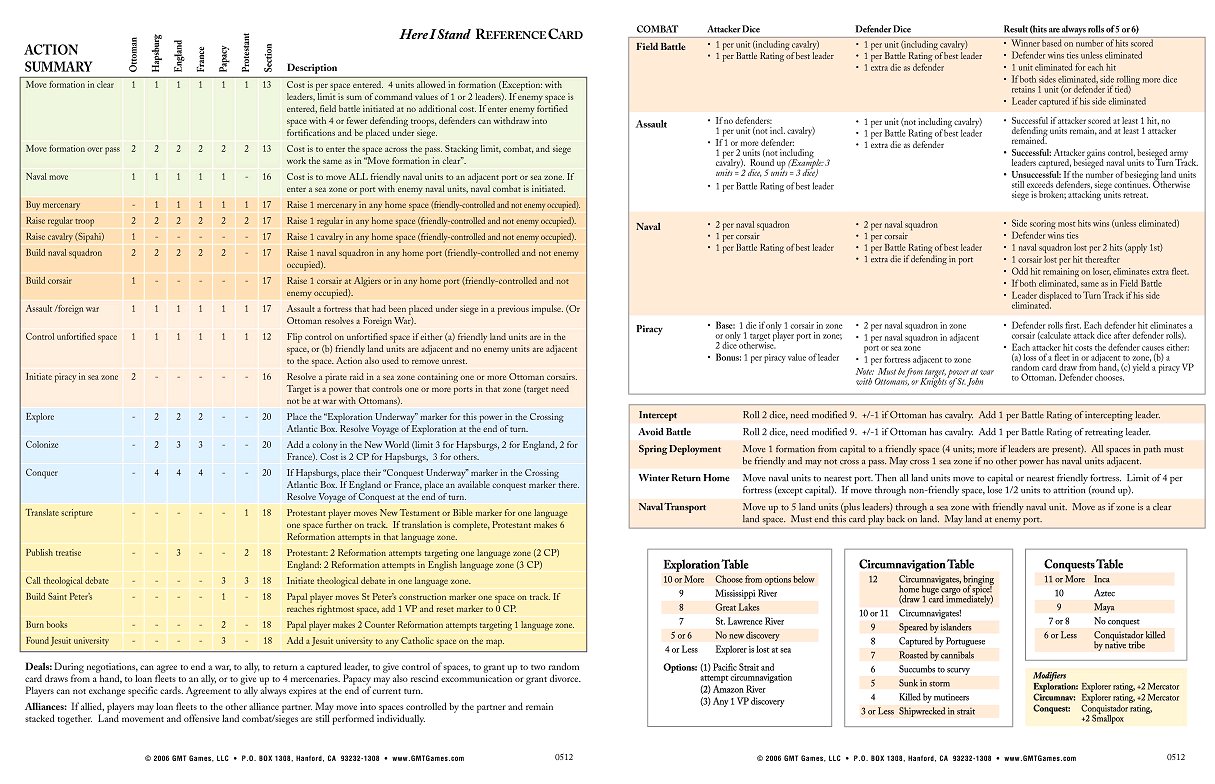 Here I Stand REFERENCE CARD
ACTION
SUMMARY
Ottoman
Hapsburg
England
France
Papacy
Protestant
Section
Description
Move formation in clear 1 1 1 1 1 1 13 Cost is per space entered. 4 units allowed in formation (Exception: with
leaders, limit is sum of command values of 1 or 2 leaders). If enemy space is
entered, field battle initiated at no additional cost. If enter enemy fortified
space with 4 or fewer defending troops, defenders can withdraw into
fortifications and be placed under siege.
Move formation over pass 2 2 2 2 2 2 13 Cost is to enter the space across the pass. Stacking limit, combat, and siege
work the same as in "Move formation in clear".
Naval move 1 1 1 1 1 - 16 Cost is to move ALL friendly naval units to an adjacent port or sea zone. If
enter a sea zone or port with enemy naval units, naval combat is initiated.
Buy mercenary - 1 1 1 1 1 17 Raise 1 mercenary in any home space (friendly-controlled and not enemy occupied).
Raise regular troop 2 2 2 2 2 2 17 Raise 1 regular in any home space (friendly-controlled and not enemy occupied).
Raise cavalry (Sipahi) 1 - - - - - 17 Raise 1 cavalry in any home space (friendly-controlled and not enemy occupied).
Build naval squadron 2 2 2 2 2 - 17 Raise 1 naval squadron in any home port (friendly-controlled and not enemy
occupied).
Build corsair 1 - - - - - 17 Raise 1 corsair at Algiers or in any home port (friendly-controlled and not
enemy occupied).
Assault /foreign war 1 1 1 1 1 1 17 Assault a fortress that had been placed under siege in a previous impulse. (Or
Ottoman resolves a Foreign War).
Control unfortified space 1 1 1 1 1 1 12 Flip control on unfortified space if either (a) friendly land units are in the
space, or (b) friendly land units are adjacent and no enemy units are adjacent
to the space. Action also used to remove unrest.
Initiate piracy in sea zone 2 - - - - - 16 Resolve a pirate raid in a sea zone containing one or more Ottoman corsairs.
Target is a power that controls one or more ports in that zone (target need
not be at war with Ottomans).
Explore - 2 2 2 - - 20 Place the "Exploration Underway" marker for this power in the Crossing
Atlantic Box. Resolve Voyage of Exploration at the end of turn.
Colonize - 2 3 3 - - 20 Add a colony in the New World (limit 3 for Hapsburgs, 2 for England, 2 for
France). Cost is 2 CP for Hapsburgs, 3 for others.
Conquer - 4 4 4 - - 20 If Hapsburgs, place their "Conquest Underway" marker in the Crossing
Atlantic Box. If England or France, place an available conquest marker there.
Resolve Voyage of Conquest at the end of turn.
Translate scripture - - - - - 1 18 Protestant player moves New Testament or Bible marker for one language
one space further on track. If translation is complete, Protestant makes 6
Reformation attempts in that language zone.
Publish treatise - - 3 - - 2 18 Protestant: 2 Reformation attempts targeting one language zone (2 CP)
England: 2 Reformation attempts in English language zone (3 CP)
Call theological debate - - - - 3 3 18 Initiate theological debate in one language zone.
Build Saint Peter's - - - - 1 - 18 Papal player moves St Peter's construction marker one space on track. If
reaches rightmost space, add 1 VP and reset marker to 0 CP.
Burn books - - - - 2 - 18 Papal player makes 2 Counter Reformation attempts targeting 1 language zone.
Found Jesuit university - - - - 3 - 18 Add a Jesuit university to any Catholic space on the map.
Deals: During negotiations, can agree to end a war, to ally, to return a captured leader, to give control of spaces, to grant up to two random
card draws from a hand, to loan fleets to an ally, or to give up to 4 mercenaries. Papacy may also rescind excommunication or grant divorce.
Players can not exchange specific cards. Agreement to ally always expires at the end of current turn.
Alliances: If allied, players may loan fleets to the other alliance partner. May move into spaces controlled by the partner and remain
stacked together. Land movement and offensive land combat/sieges are still performed individually.
© 2006 GMT Games, LLC • P.O. BOX 1308, Hanford, CA 93232-1308 • www.GMTGames.com
0512
COMBAT Attacker Dice Defender Dice Result (hits are always rolls of 5 or 6)
Field Battle
• 1 per unit (including cavalry)
• 1 per Battle Rating of best leader
• 1 per unit (including cavalry)
• 1 per Battle Rating of best leader
• 1 extra die as defender
• Winner based on number of hits scored
• Defender wins ties unless eliminated
• 1 unit eliminated for each hit
• If both sides eliminated, side rolling more dice
retains 1 unit (or defender if tied)
• Leader captured if his side eliminated
Assault
• If no defenders:
1 per unit (not incl. cavalry)
• If 1 or more defender:
1 per 2 units (not including
cavalry). Round up (Example: 3
units = 2 dice, 5 units = 3 dice)
• 1 per Battle Rating of best leader
• 1 per unit (not including cavalry)
• 1 per Battle Rating of best leader
• 1 extra die as defender
• Successful if attacker scored at least 1 hit, no
defending units remain, and at least 1 attacker
remained.
• Successful: Attacker gains control, besieged army
leaders captured, besieged naval units to Turn Track.
• Unsuccessful: If the number of besieging land units
still exceeds defenders, siege continues. Otherwise
siege is broken; attacking units retreat.
Naval
• 2 per naval squadron
• 1 per corsair
• 1 per Battle Rating of best leader
• 2 per naval squadron
• 1 per corsair
• 1 per Battle Rating of best leader
• 1 extra die if defending in port
• Side scoring most hits wins (unless eliminated)
• Defender wins ties
• 1 naval squadron lost per 2 hits (apply 1st)
• 1 corsair lost per hit thereafter
• Odd hit remaining on loser, eliminates extra fleet.
• If both eliminated, same as in Field Battle
• Leader displaced to Turn Track if his side
eliminated.
Piracy
• Base: 1 die if only 1 corsair in zone
or only 1 target player port in zone;
2 dice otherwise.
• Bonus: 1 per piracy value of leader
• 2 per naval squadron in zone
• 1 per naval squadron in adjacent
port or sea zone
• 1 per fortress adjacent to zone
Note: Must be from target, power at war
with Ottomans, or Knights of St. John
• Defender rolls first. Each defender hit eliminates a
corsair (calculate attack dice after defender rolls).
• Each attacker hit costs the defender causes either:
(a) loss of a fleet in or adjacent to zone, (b) a
random card draw from hand, (c) yield a piracy VP
to Ottoman. Defender chooses.
Intercept Roll 2 dice, need modified 9. +/-1 if Ottoman has cavalry. Add 1 per Battle Rating of intercepting leader.
Avoid Battle Roll 2 dice, need modified 9. +/-1 if Ottoman has cavalry. Add 1 per Battle Rating of retreating leader.
Spring Deployment Move 1 formation from capital to a friendly space (4 units; more if leaders are present). All spaces in path must
be friendly and may not cross a pass. May cross 1 sea zone if no other power has naval units adjacent.
Winter Return Home Move naval units to nearest port. Then all land units move to capital or nearest friendly fortress. Limit of 4 per
fortress (except capital). If move through non-friendly space, lose 1/2 units to attrition (round up).
Naval Transport Move up to 5 land units (plus leaders) through a sea zone with friendly naval unit. Move as if zone is a clear
land space. Must end this card play back on land. May land at enemy port.
Exploration Table
10 or More Choose from options below
9 Mississippi River
8 Great Lakes
7 St. Lawrence River
5 or 6 No new discovery
4 or Less Explorer is lost at sea
Options: (1) Pacific Strait and
attempt circumnavigation
(2) Amazon River
(3) Any 1 VP discovery
Circumnavigation Table
12 Circumnavigates, bringing
home huge cargo of spice!
(draw 1 card immediately)
10 or 11 Circumnavigates!
9 Speared by islanders
8 Captured by Portuguese
7 Roasted by cannibals
6 Succumbs to scurvy
5 Sunk in storm
4 Killed by mutineers
3 or Less Shipwrecked in strait
Conquests Table
11 or More Inca
10 Aztec
9 Maya
7 or 8 No conquest
6 or Less Conquistador killed
by native tribe
Modifiers
Exploration: Explorer rating, +2 Mercator
Circumnav: Explorer rating, +2 Mercator
Conquest: Conquistador rating,
+2 Smallpox
© 2006 GMT Games, LLC • P.O. BOX 1308, Hanford, CA 93232-1308 • www.GMTGames.com
0512